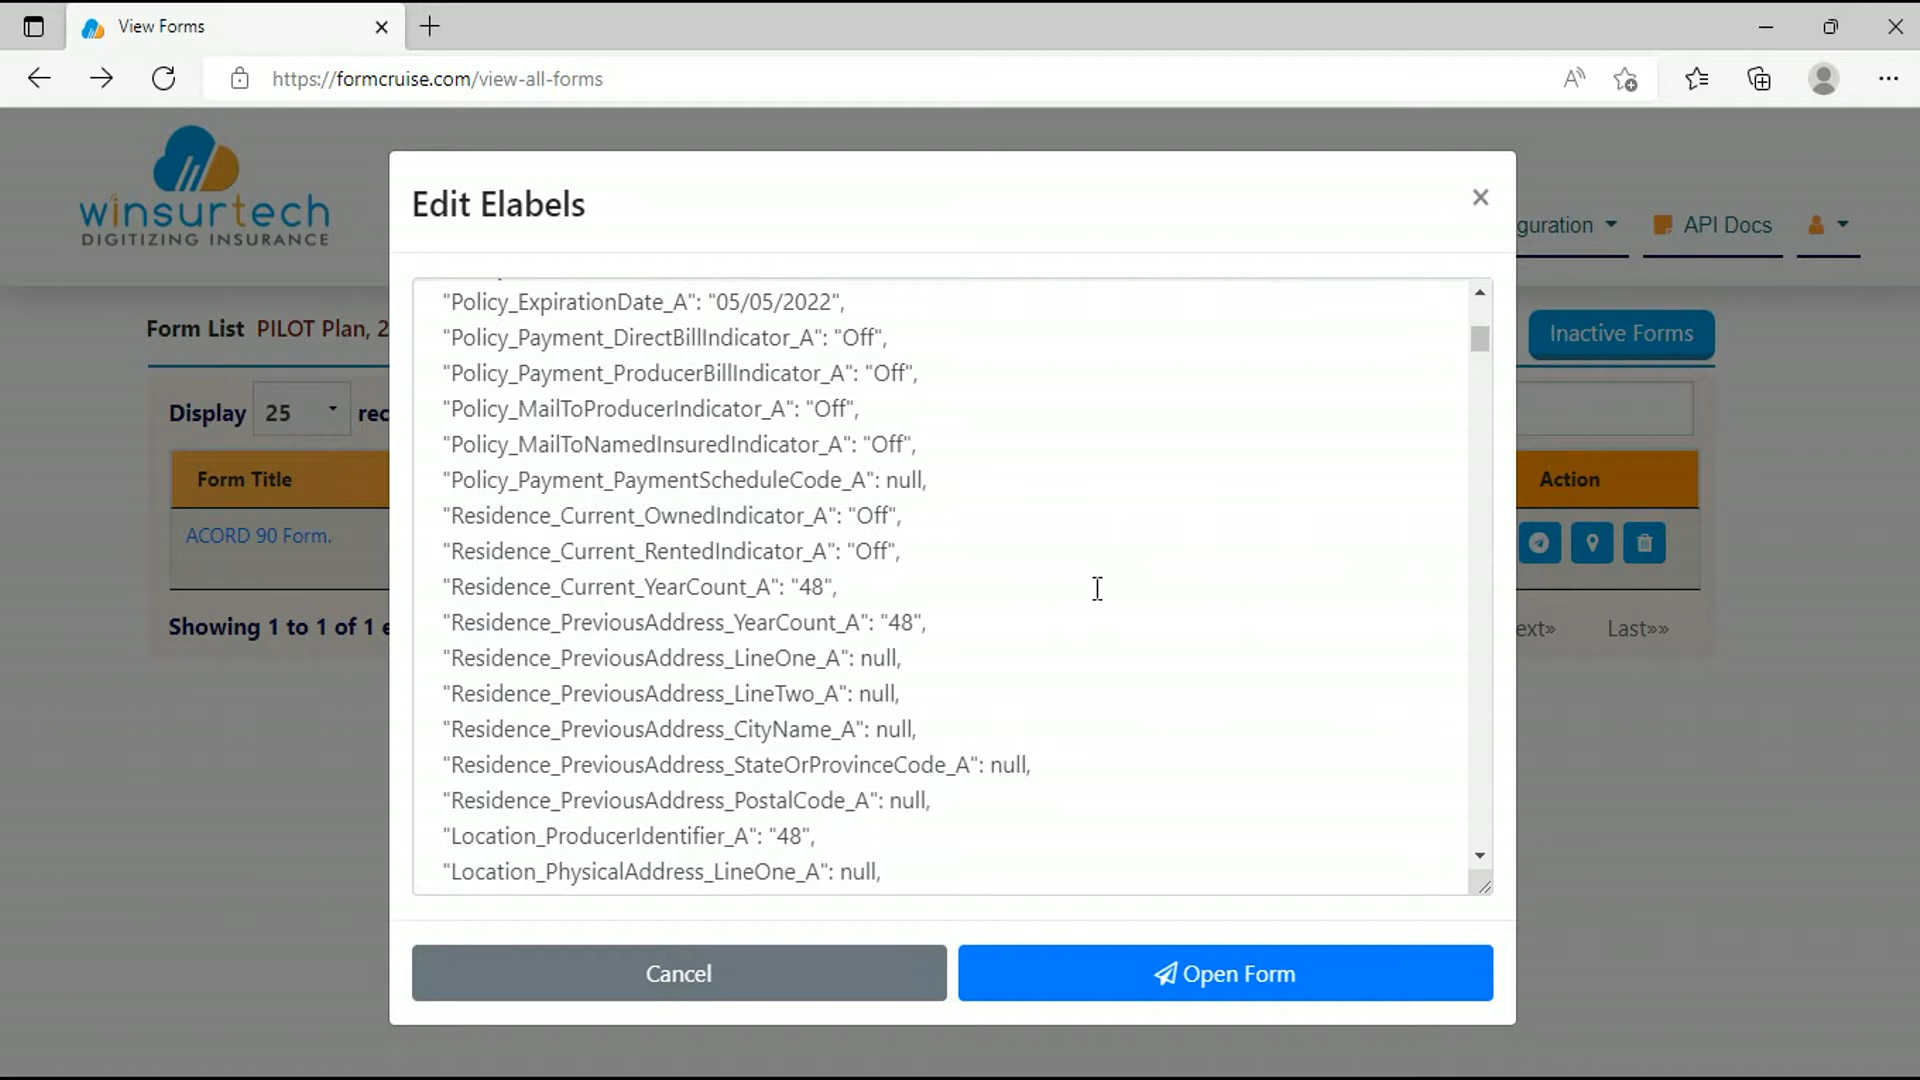 View Forms
https://formcruise.com/view-all-forms
winsurtech
DIGITIZING INSURANCE
Edit Elabels
guration
API Docs
Form List PILOT Plan, 2
Inactive Forms
Display 25 rec
Form Title
Action
ACORD 90 Form.
Showing 1 to 1 of 1 e
ext»
Last»»
"Policy_ExpirationDate_A": "05/05/2022",
"Policy_Payment_DirectBillIndicator_A": "Off",
"Policy_Payment_ProducerBillIndicator_A": "Off",
"Policy_MailToProducerIndicator_A": "Off",
"Policy_MailToNamedInsuredIndicator_A": "Off",
"Policy_Payment_PaymentScheduleCode_A": null,
"Residence_Current_OwnedIndicator_A": "Off",
"Residence_Current_RentedIndicator_A": "Off",
"Residence_Current_YearCount_A": "48",
"Residence_PreviousAddress_YearCount_A": "48",
"Residence_PreviousAddress_LineOne_A": null,
"Residence_PreviousAddress_LineTwo_A": null,
"Residence_PreviousAddress_CityName_A": null,
"Residence_PreviousAddress_StateOrProvinceCode_A": null,
"Residence_PreviousAddress_PostalCode_A": null,
"Location_ProducerIdentifier_A": "48",
"Location_PhysicalAddress_LineOne_A": null,
Cancel
Open Form